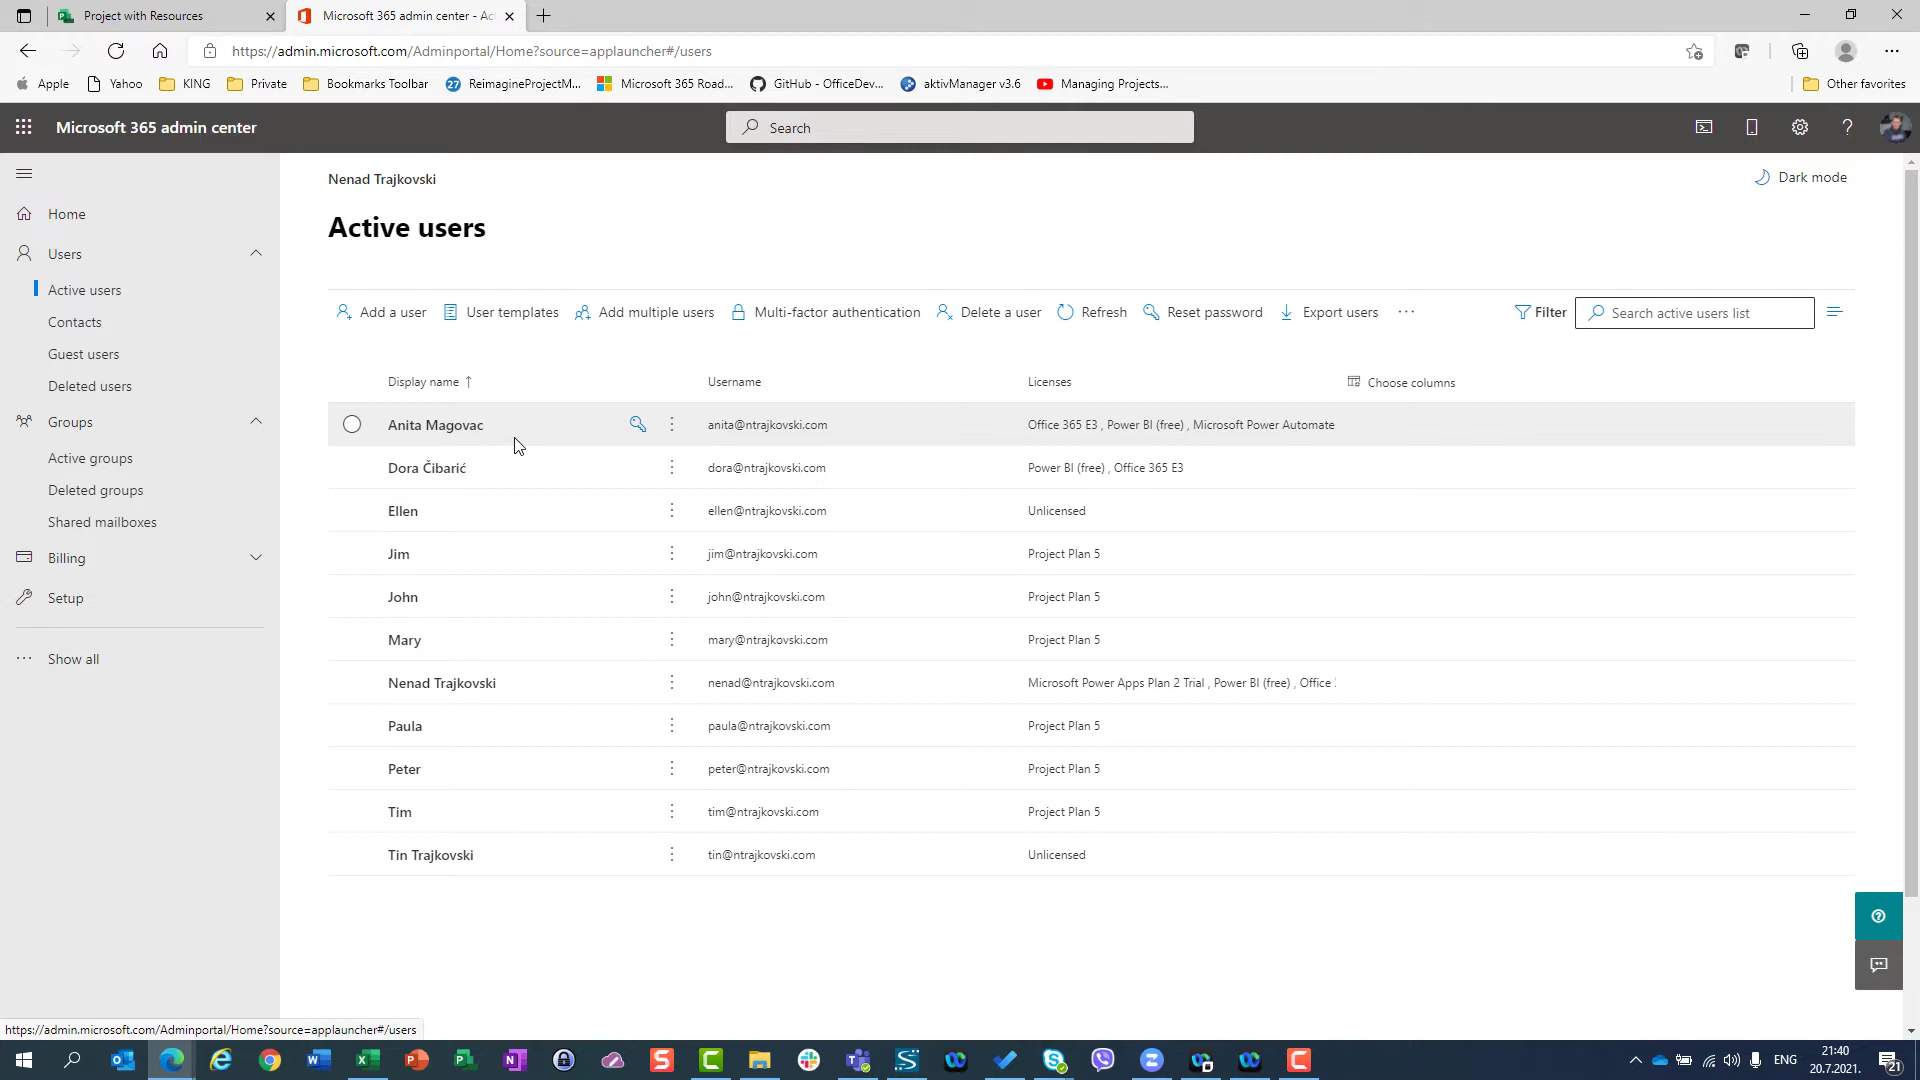 Project with Resources
Microsoft 365 admin center - Ac
https://admin.microsoft.com/Adminportal/Home?source=applauncher#/users
Apple
Yahoo
KING
Private
Bookmarks Toolbar
27 ReimagineProjectM...
Microsoft 365 Road...
GitHub - OfficeDev...
aktivManager v3.6
Managing Projects...
Other favorites
Microsoft 365 admin center
Search
Home
Users
Active users
Contacts
Guest users
Deleted users
Groups
Active groups
Deleted groups
Shared mailboxes
Billing
Setup
Show all
Nenad Trajkovski
Dark mode
Active users
Add a user
User templates
Add multiple users
Multi-factor authentication
Delete a user
Refresh
Reset password
Export users
Filter
Search active users list
Display name ↑ Username Licenses Choose columns
Anita Magovac anita@ntrajkovski.com Office 365 E3 , Power BI (free) , Microsoft Power Automate
Dora Čibarić dora@ntrajkovski.com Power BI (free) , Office 365 E3
Ellen ellen@ntrajkovski.com Unlicensed
Jim jim@ntrajkovski.com Project Plan 5
John john@ntrajkovski.com Project Plan 5
Mary mary@ntrajkovski.com Project Plan 5
Nenad Trajkovski nenad@ntrajkovski.com Microsoft Power Apps Plan 2 Trial , Power BI (free) , Office
Paula paula@ntrajkovski.com Project Plan 5
Peter peter@ntrajkovski.com Project Plan 5
Tim tim@ntrajkovski.com Project Plan 5
Tin Trajkovski tin@ntrajkovski.com Unlicensed
https://admin.microsoft.com/Adminportal/Home?source=applauncher#/users
ENG
21:40
20.7.2021.
21